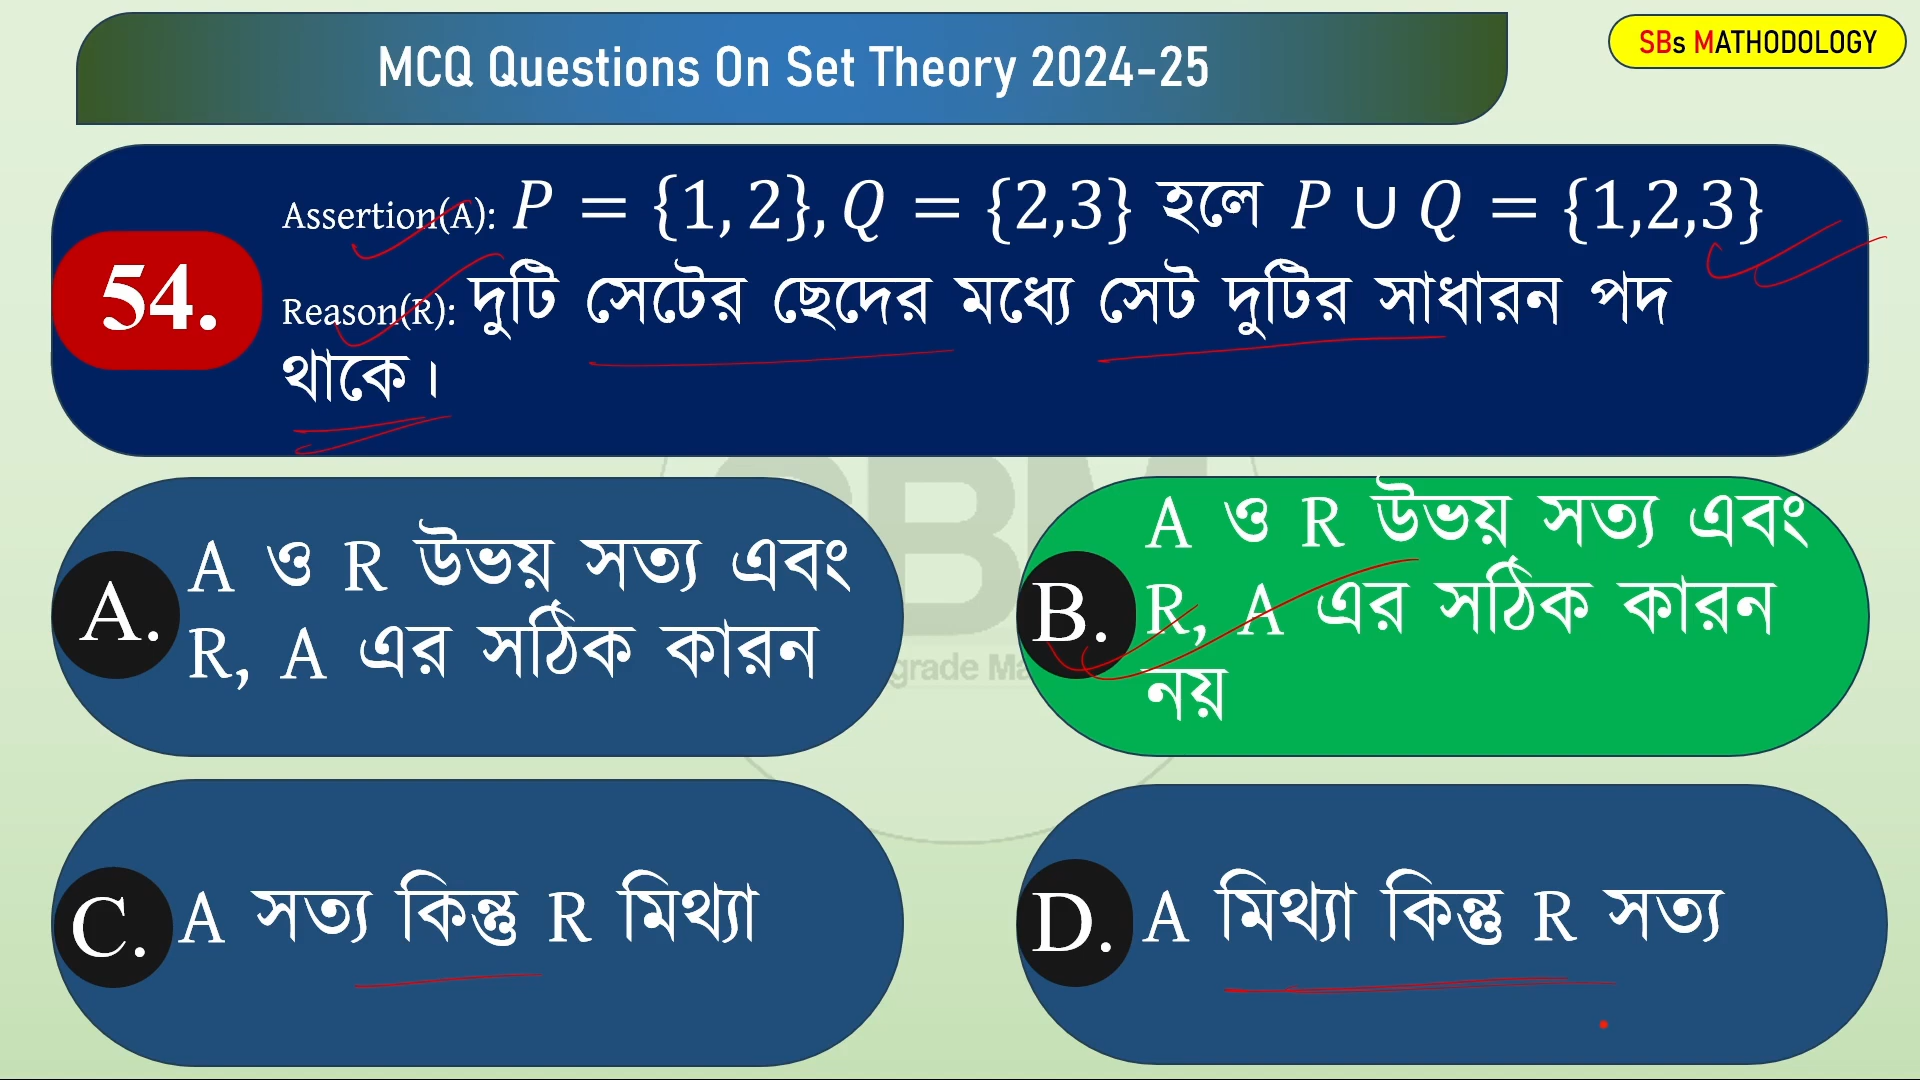 MCQ Questions On Set Theory 2024-25
SBs MATHODOLOGY
54.
Assertion(A): P = {1, 2}, Q = {2,3} হলে P ∪ Q = {1,2,3}
Reason(R): দুটি সেটের ছেদের মধ্যে সেট দুটির সাধারন পদ
থাকে।
A.
A ও R উভয় সত্য এবং
R, A এর সঠিক কারন
B.
A ও R উভয় সত্য এবং
R, A এর সঠিক কারন
নয়
C. A সত্য কিন্তু R মিথ্যা
D. A মিথ্যা কিন্তু R সত্য